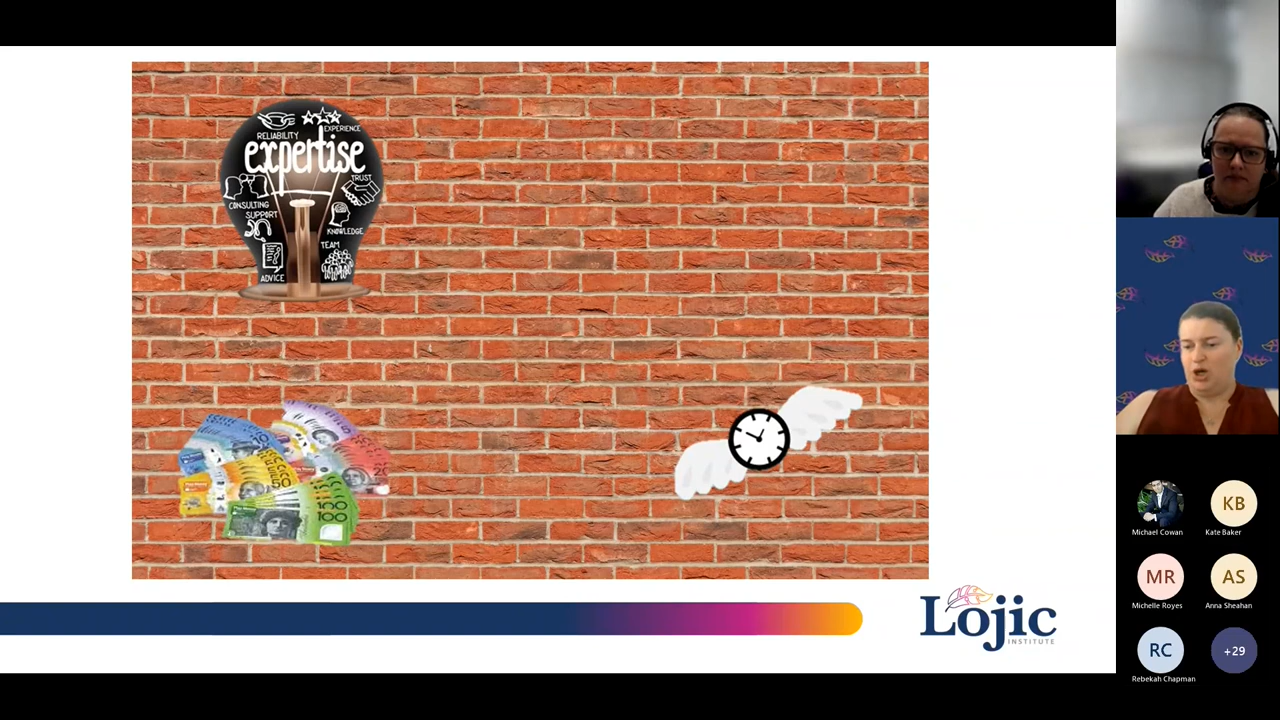 RELIABILITY
EXPERIENCE
expertise
TRUST
CONSULTING
SUPPORT
KNOWLEDGE
TEAM
ADVICE
100
Lojic
INSTITUTE
Michael Cowan
KB
Kate Baker
MR
Michelle Royes
AS
Anna Sheahan
RC
Rebekah Chapman
+29